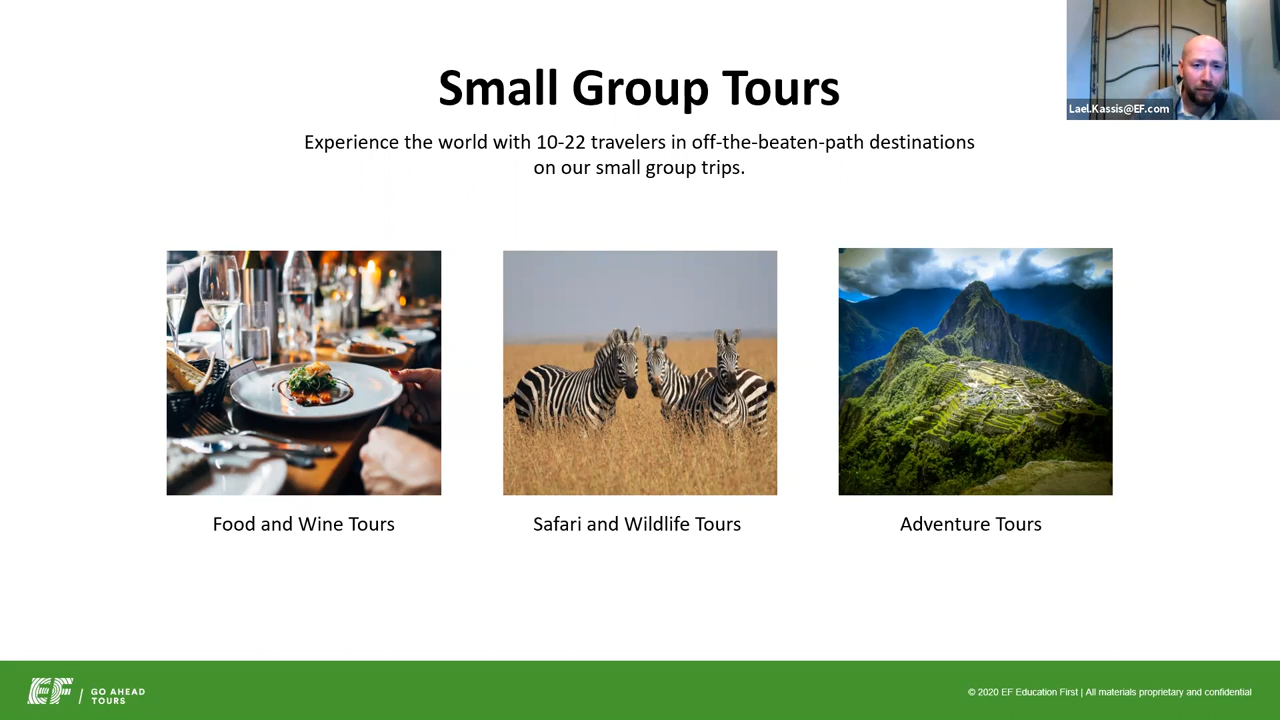 Small Group Tours
Experience the world with 10-22 travelers in off-the-beaten-path destinations
on our small group trips.
Lael.Kassis@EF.com
Food and Wine Tours
Safari and Wildlife Tours
Adventure Tours
EF / GO AHEAD
TOURS
© 2020 EF Education First | All materials proprietary and confidential